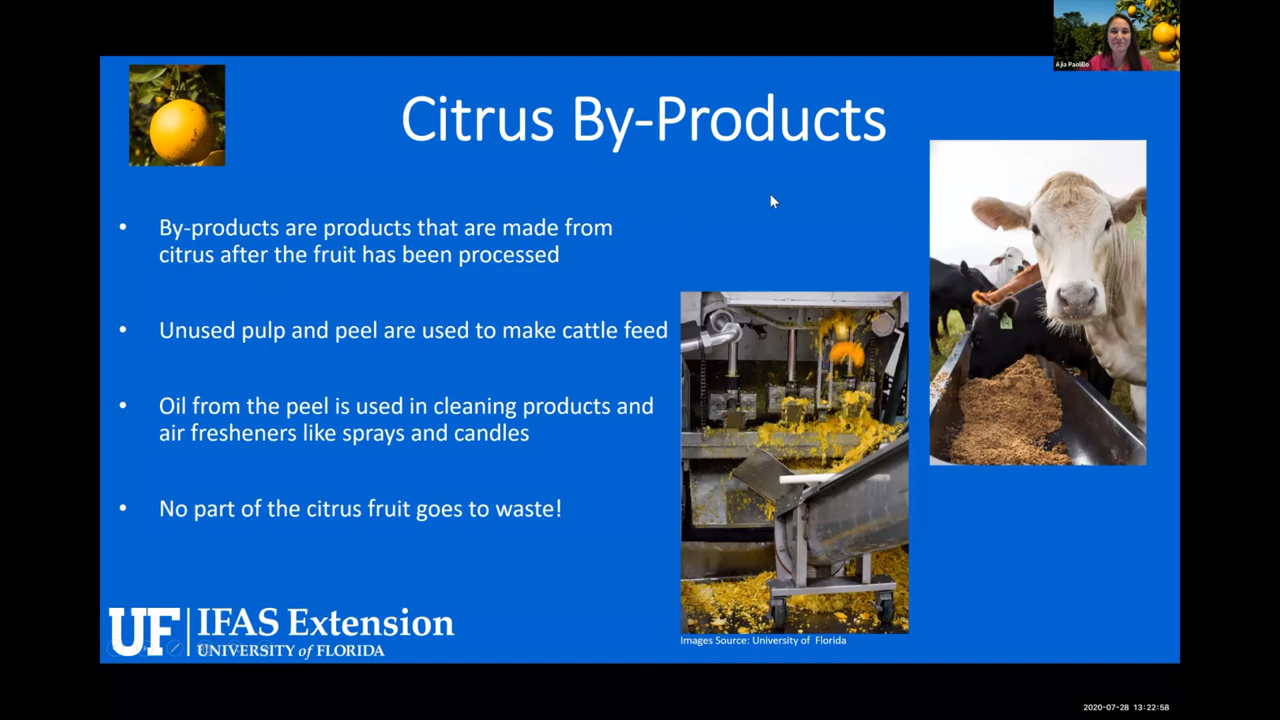 Ajia Paolillo
Citrus By-Products
• By-products are products that are made from
citrus after the fruit has been processed
• Unused pulp and peel are used to make cattle feed
• Oil from the peel is used in cleaning products and
air fresheners like sprays and candles
• No part of the citrus fruit goes to waste!
UF IFAS Extension
UNIVERSITY of FLORIDA
Images Source: University of Florida
2020-07-28 13:22:58